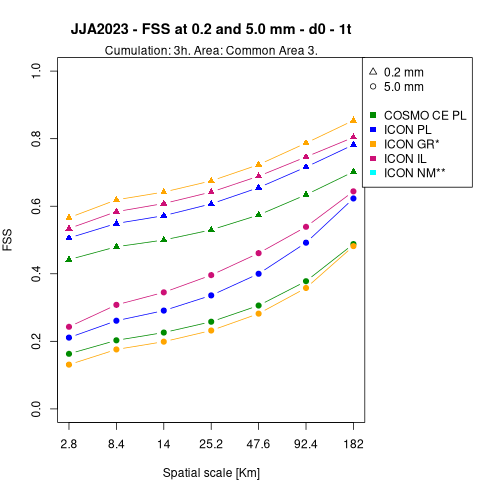 JJA2023 - FSS at 0.2 and 5.0 mm - d0 - 1t
Cumulation: 3h. Area: Common Area 3.
0.2 mm
5.0 mm
COSMO CE PL
ICON PL
ICON GR*
ICON IL
ICON NM**
FSS
1.0
0.8
0.6
0.4
0.2
0.0
2.8 8.4 14 25.2 47.6 92.4 182
Spatial scale [Km]